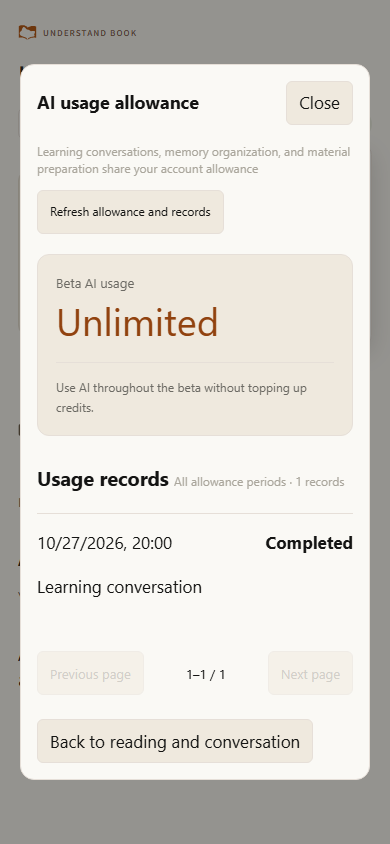 UNDERSTAND BOOK
AI usage allowance
Close
Learning conversations, memory organization, and material
preparation share your account allowance
Refresh allowance and records
Beta AI usage
Unlimited
Use AI throughout the beta without topping up
credits.
Usage records All allowance periods · 1 records
10/27/2026, 20:00 Completed
Learning conversation
Previous page 1–1 / 1 Next page
Back to reading and conversation